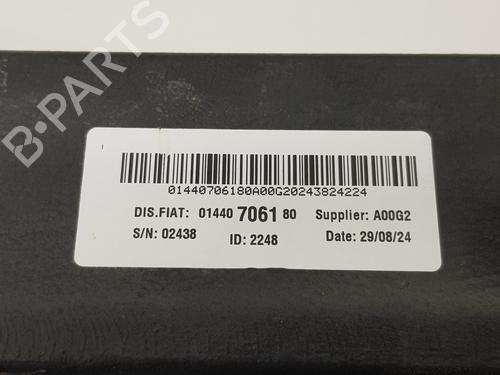 B-PARTS
01440706180A00G20243824224
DIS.FIAT: 01440 7061 80 Supplier: A00G2
S/N: 02438 ID: 2248 Date: 29/08/24